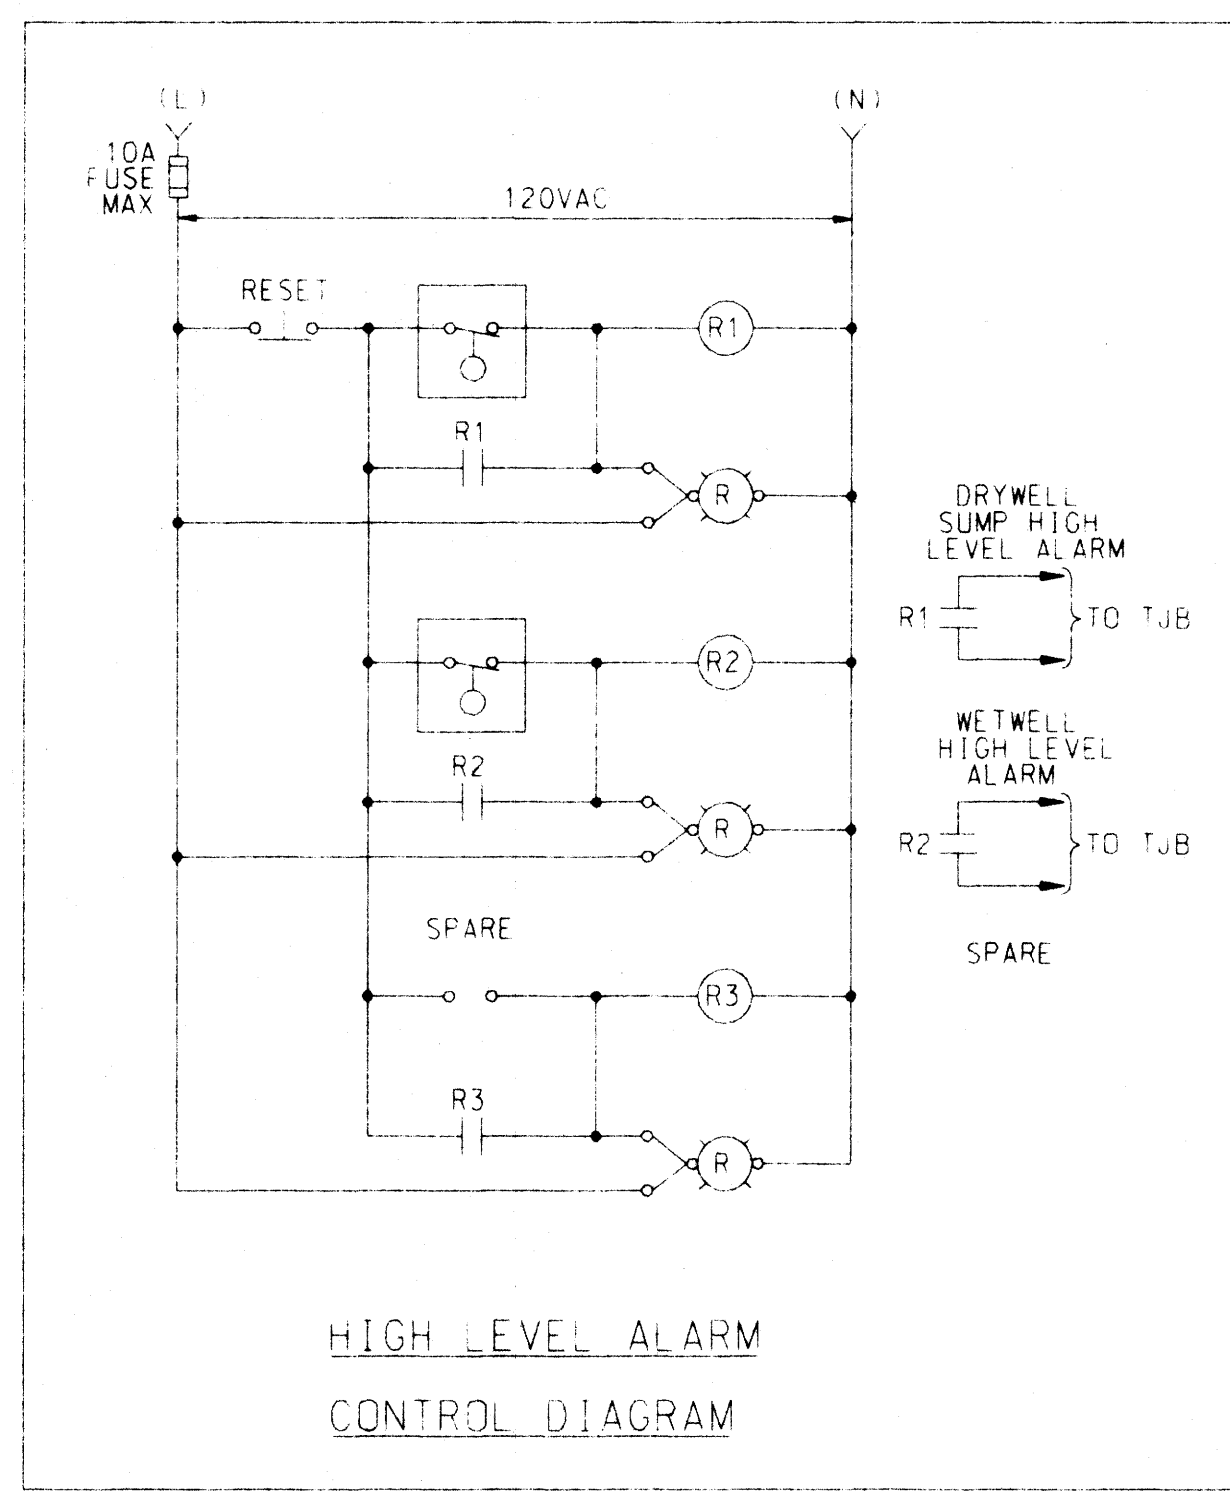 (L)
(N)
10A
FUSE
MAX
120VAC
RESET
R1
R1
R
DRYWELL
SUMP HIGH
LEVEL ALARM
R1
TO TJB
R2
R2
R
WETWELL
HIGH LEVEL
ALARM
R2
TO TJB
SPARE
SPARE
R3
R3
R
HIGH LEVEL ALARM
CONTROL DIAGRAM